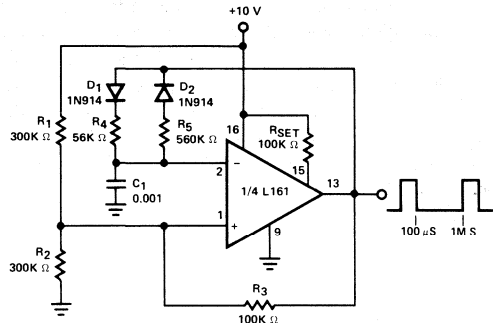 +10 V
D1
1N914
D2
1N914
R1
300K Ω
R4
56K Ω
R5
560K Ω
16
RSET
100K Ω
15
2
−
1/4 L161
13
C1
0.001
1
+
9
100 μS
1M S
R2
300K Ω
R3
100K Ω